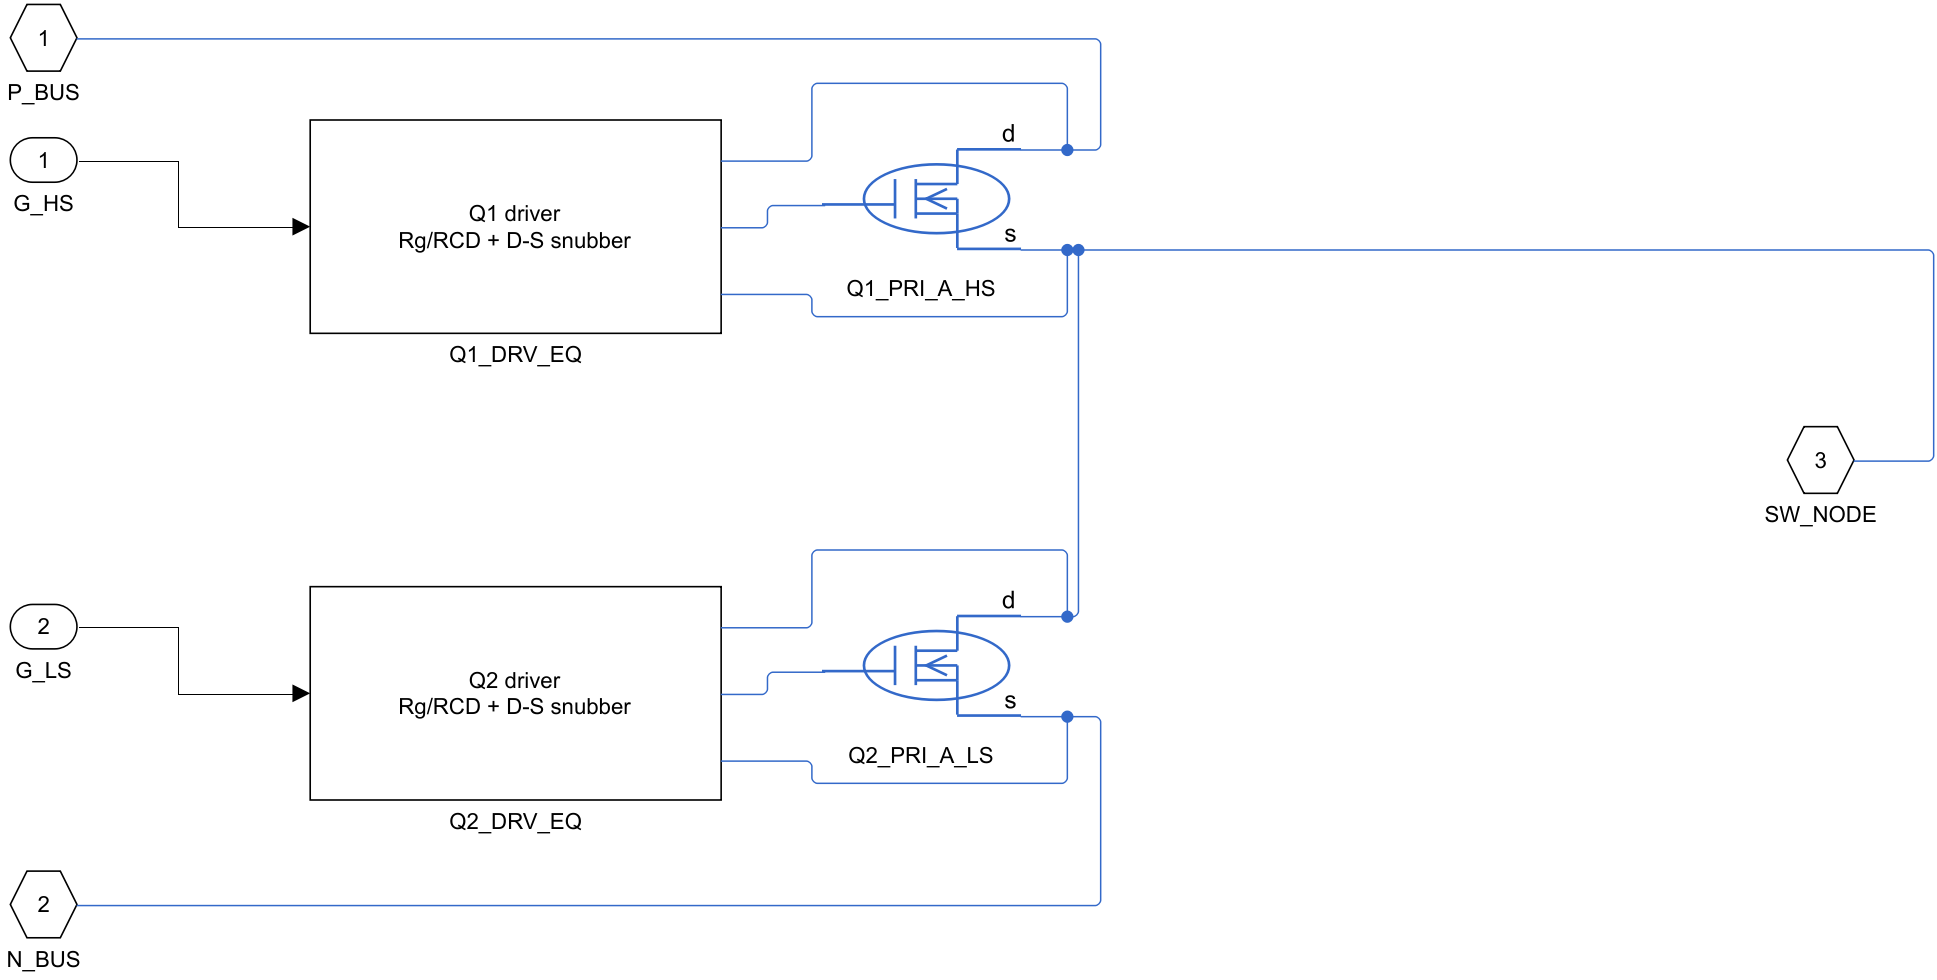 1
P_BUS
1
G_HS
Q1 driver
Rg/RCD + D-S snubber
Q1_DRV_EQ
d
s
Q1_PRI_A_HS
3
SW_NODE
2
G_LS
Q2 driver
Rg/RCD + D-S snubber
Q2_DRV_EQ
d
s
Q2_PRI_A_LS
2
N_BUS